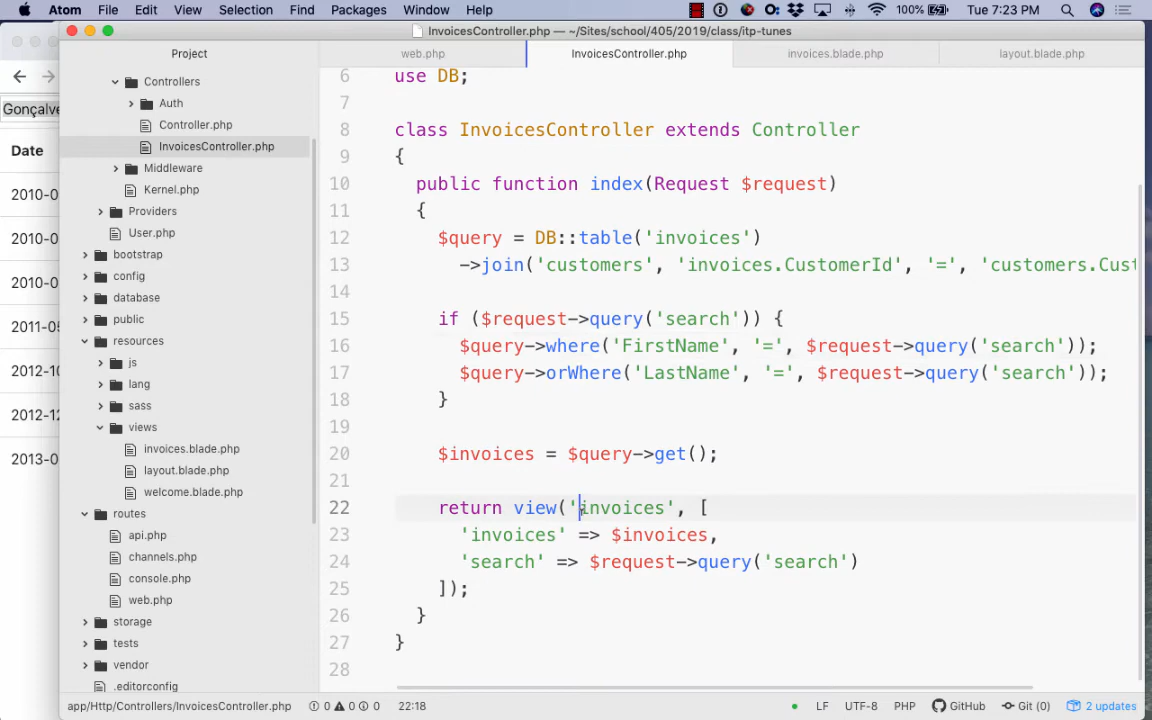 Atom File Edit View Selection Find Packages Window Help 100% Tue 7:23 PM
InvoicesController.php — ~/Sites/school/405/2019/class/itp-tunes
Project
web.php
InvoicesController.php
invoices.blade.php
layout.blade.php
Gonçalve
Date
2010-0
2010-0
2010-0
2011-05
2012-10
2012-12
2013-0
Controllers
Auth
Controller.php
InvoicesController.php
Middleware
Kernel.php
Providers
User.php
bootstrap
config
database
public
resources
js
lang
sass
views
invoices.blade.php
layout.blade.php
welcome.blade.php
routes
api.php
channels.php
console.php
web.php
storage
tests
vendor
.editorconfig
6 use DB;
7
8 class InvoicesController extends Controller
9 {
10 public function index(Request $request)
11 {
12 $query = DB::table('invoices')
13 ->join('customers', 'invoices.CustomerId', '=', 'customers.Cust
14
15 if ($request->query('search')) {
16 $query->where('FirstName', '=', $request->query('search'));
17 $query->orWhere('LastName', '=', $request->query('search'));
18 }
19
20 $invoices = $query->get();
21
22 return view('invoices', [
23 'invoices' => $invoices,
24 'search' => $request->query('search')
25 ]);
26 }
27 }
28
app/Http/Controllers/InvoicesController.php 0 0 0 22:18 LF UTF-8 PHP GitHub Git (0) 2 updates